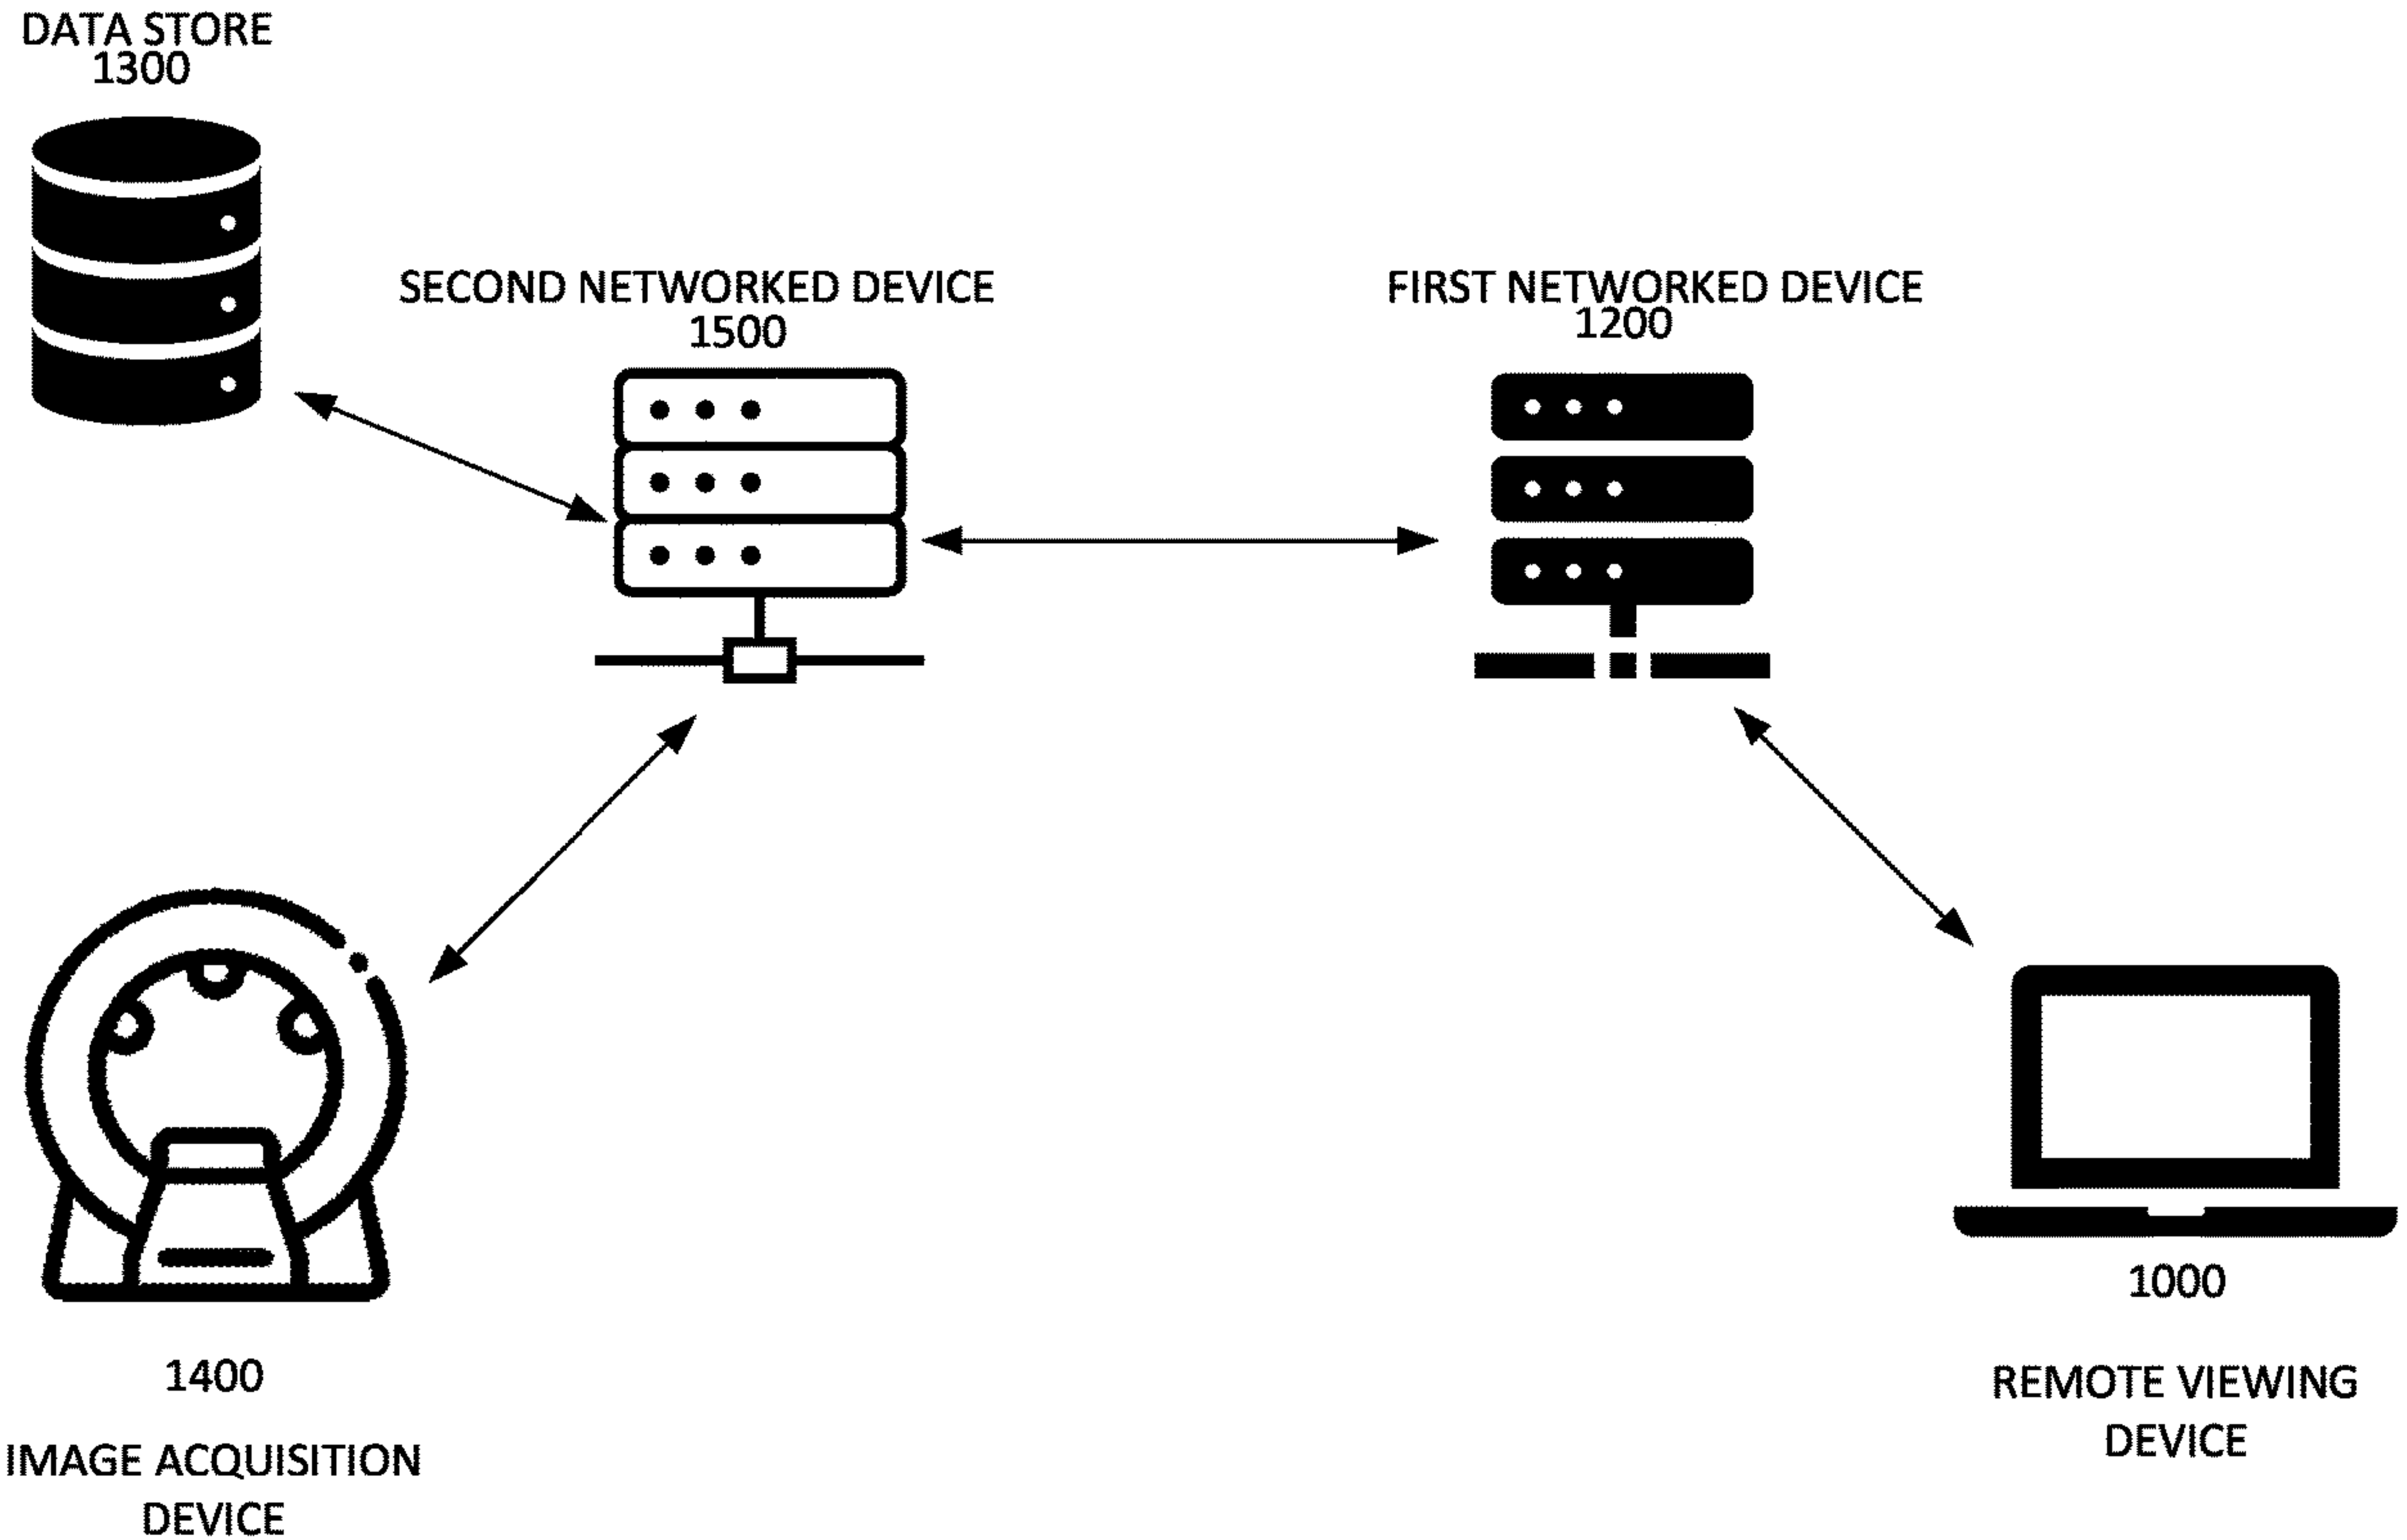 DATA STORE
1300
SECOND NETWORKED DEVICE
1500
FIRST NETWORKED DEVICE
1200
1400
IMAGE ACQUISITION
DEVICE
1000
REMOTE VIEWING
DEVICE